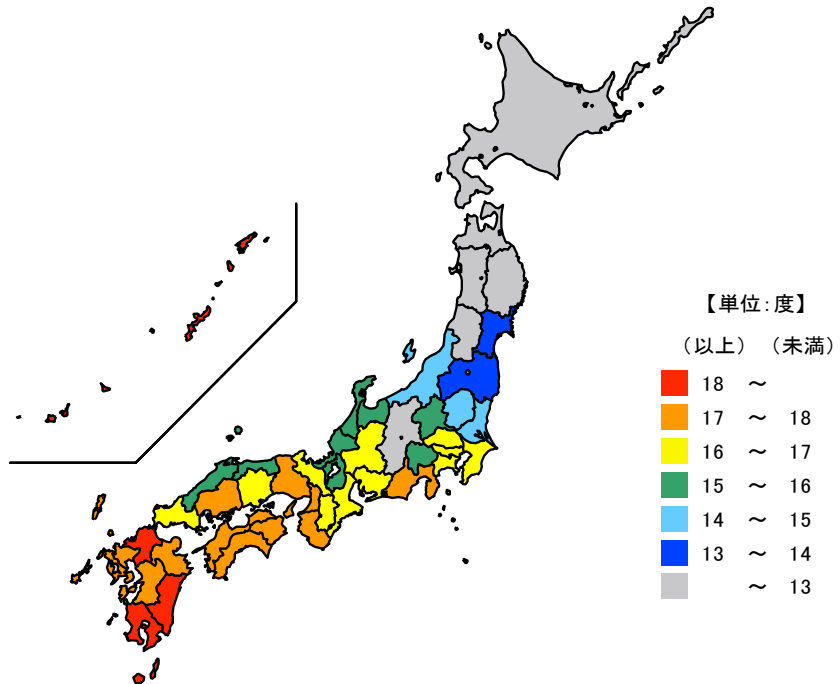 【単位：度】
（以上） （未満）
18 ～
17 ～ 18
16 ～ 17
15 ～ 16
14 ～ 15
13 ～ 14
～ 13